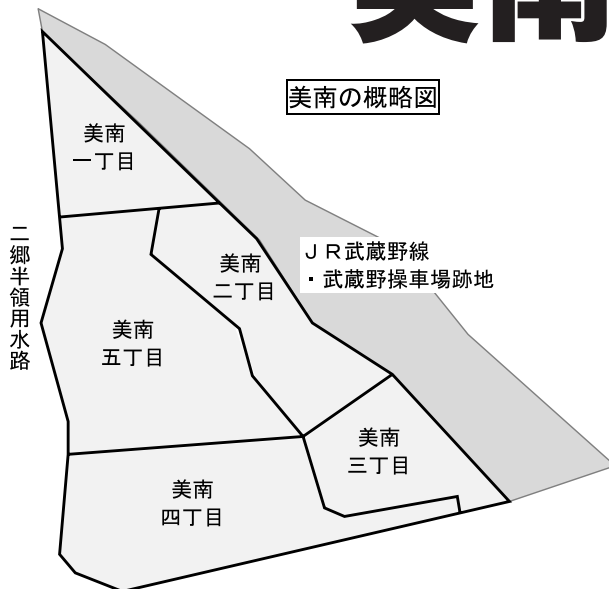 美南
美南の概略図
美南
一丁目
二郷半領用水路
ＪＲ武蔵野線
・武蔵野操車場跡地
美南
二丁目
美南
五丁目
美南
三丁目
美南
四丁目